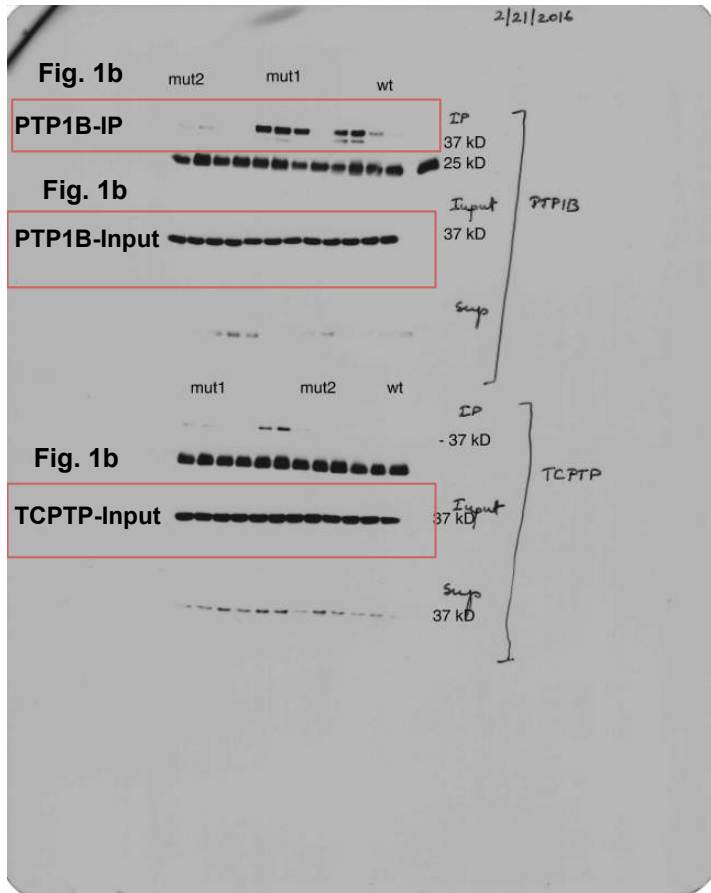 2/21/2016
Fig. 1b
mut2 mut1 wt
PTP1B-IP
IP
37 kD
25 kD
Fig. 1b
Input
PTP1B
PTP1B-Input
37 kD
Sup
mut1 mut2 wt
IP
- 37 kD
Fig. 1b
TCPTP
TCPTP-Input
Input
37 kD
Sup
37 kD